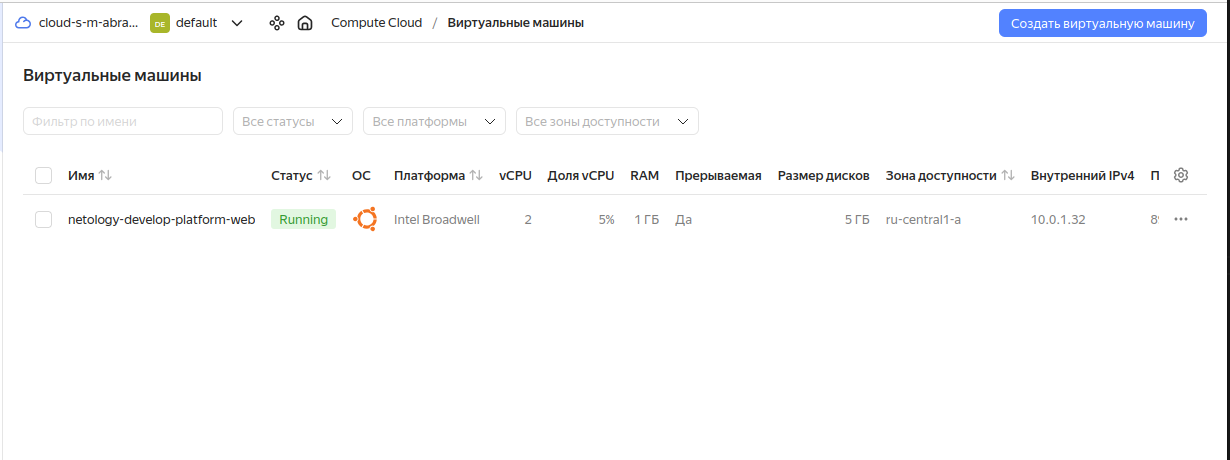 cloud-s-m-abra... DE default Compute Cloud / Виртуальные машины Создать виртуальную машину
Виртуальные машины
Фильтр по имени Все статусы Все платформы Все зоны доступности
Имя Статус ОС Платформа vCPU Доля vCPU RAM Прерываемая Размер дисков Зона доступности Внутренний IPv4
netology-develop-platform-web Running Intel Broadwell 2 5% 1 ГБ Да 5 ГБ ru-central1-a 10.0.1.32